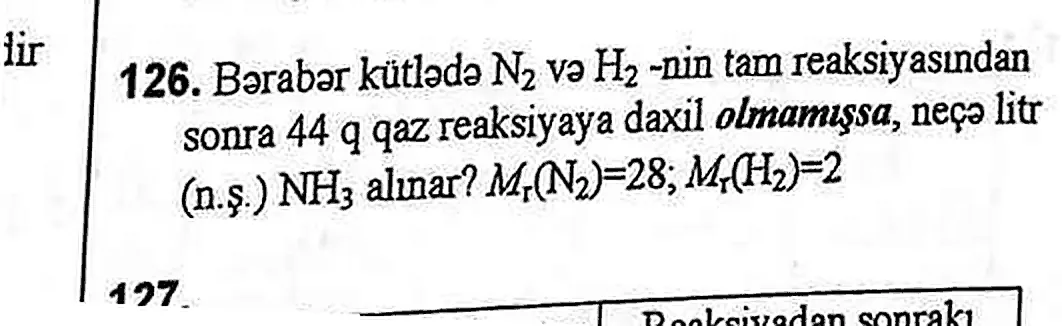 lir
126. Bərabər kütlədə N₂ və H₂ -nin tam reaksiyasından
sonra 44 q qaz reaksiyaya daxil olmamışsa, neçə litr
(n.ş.) NH₃ alınar? Mᵣ(N₂)=28; Mᵣ(H₂)=2
127.
Reaksiyadan sonrakı